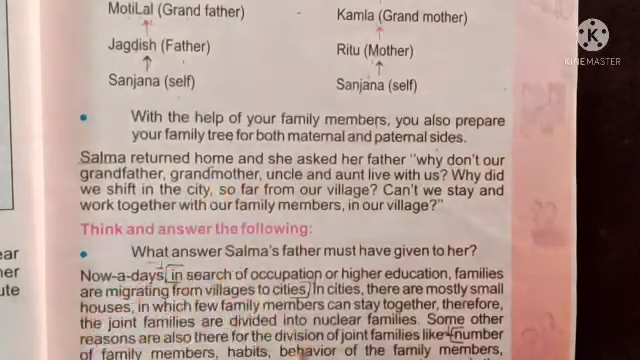 MotiLal (Grand father)
Jagdish (Father)
Sanjana (self)
Kamla (Grand mother)
Ritu (Mother)
Sanjana (self)
K
KINEMASTER
• With the help of your family members, you also prepare
your family tree for both maternal and paternal sides.
Salma returned home and she asked her father "why don't our
grandfather, grandmother, uncle and aunt live with us? Why did
we shift in the city, so far from our village? Can't we stay and
work together with our family members, in our village?"
Think and answer the following:
• What answer Salma's father must have given to her?
Now-a-days in search of occupation or higher education, families
are migrating from villages to cities. In cities, there are mostly small
houses, in which few family members can stay together, therefore,
the joint families are divided into nuclear families. Some other
reasons are also there for the division of joint families like number
of family members, habits, behavior of the family members,